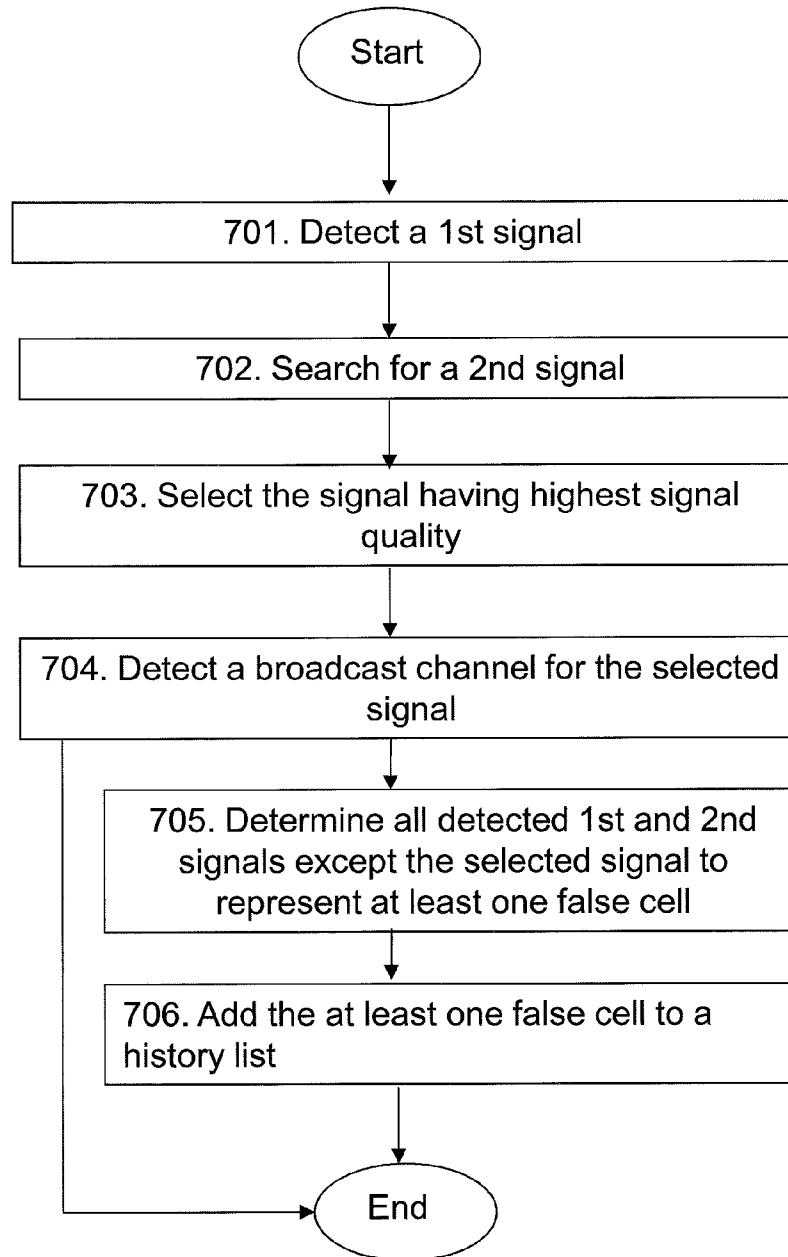 Start
701. Detect a 1st signal
702. Search for a 2nd signal
703. Select the signal having highest signal
quality
704. Detect a broadcast channel for the selected
signal
705. Determine all detected 1st and 2nd
signals except the selected signal to
represent at least one false cell
706. Add the at least one false cell to a
history list
End